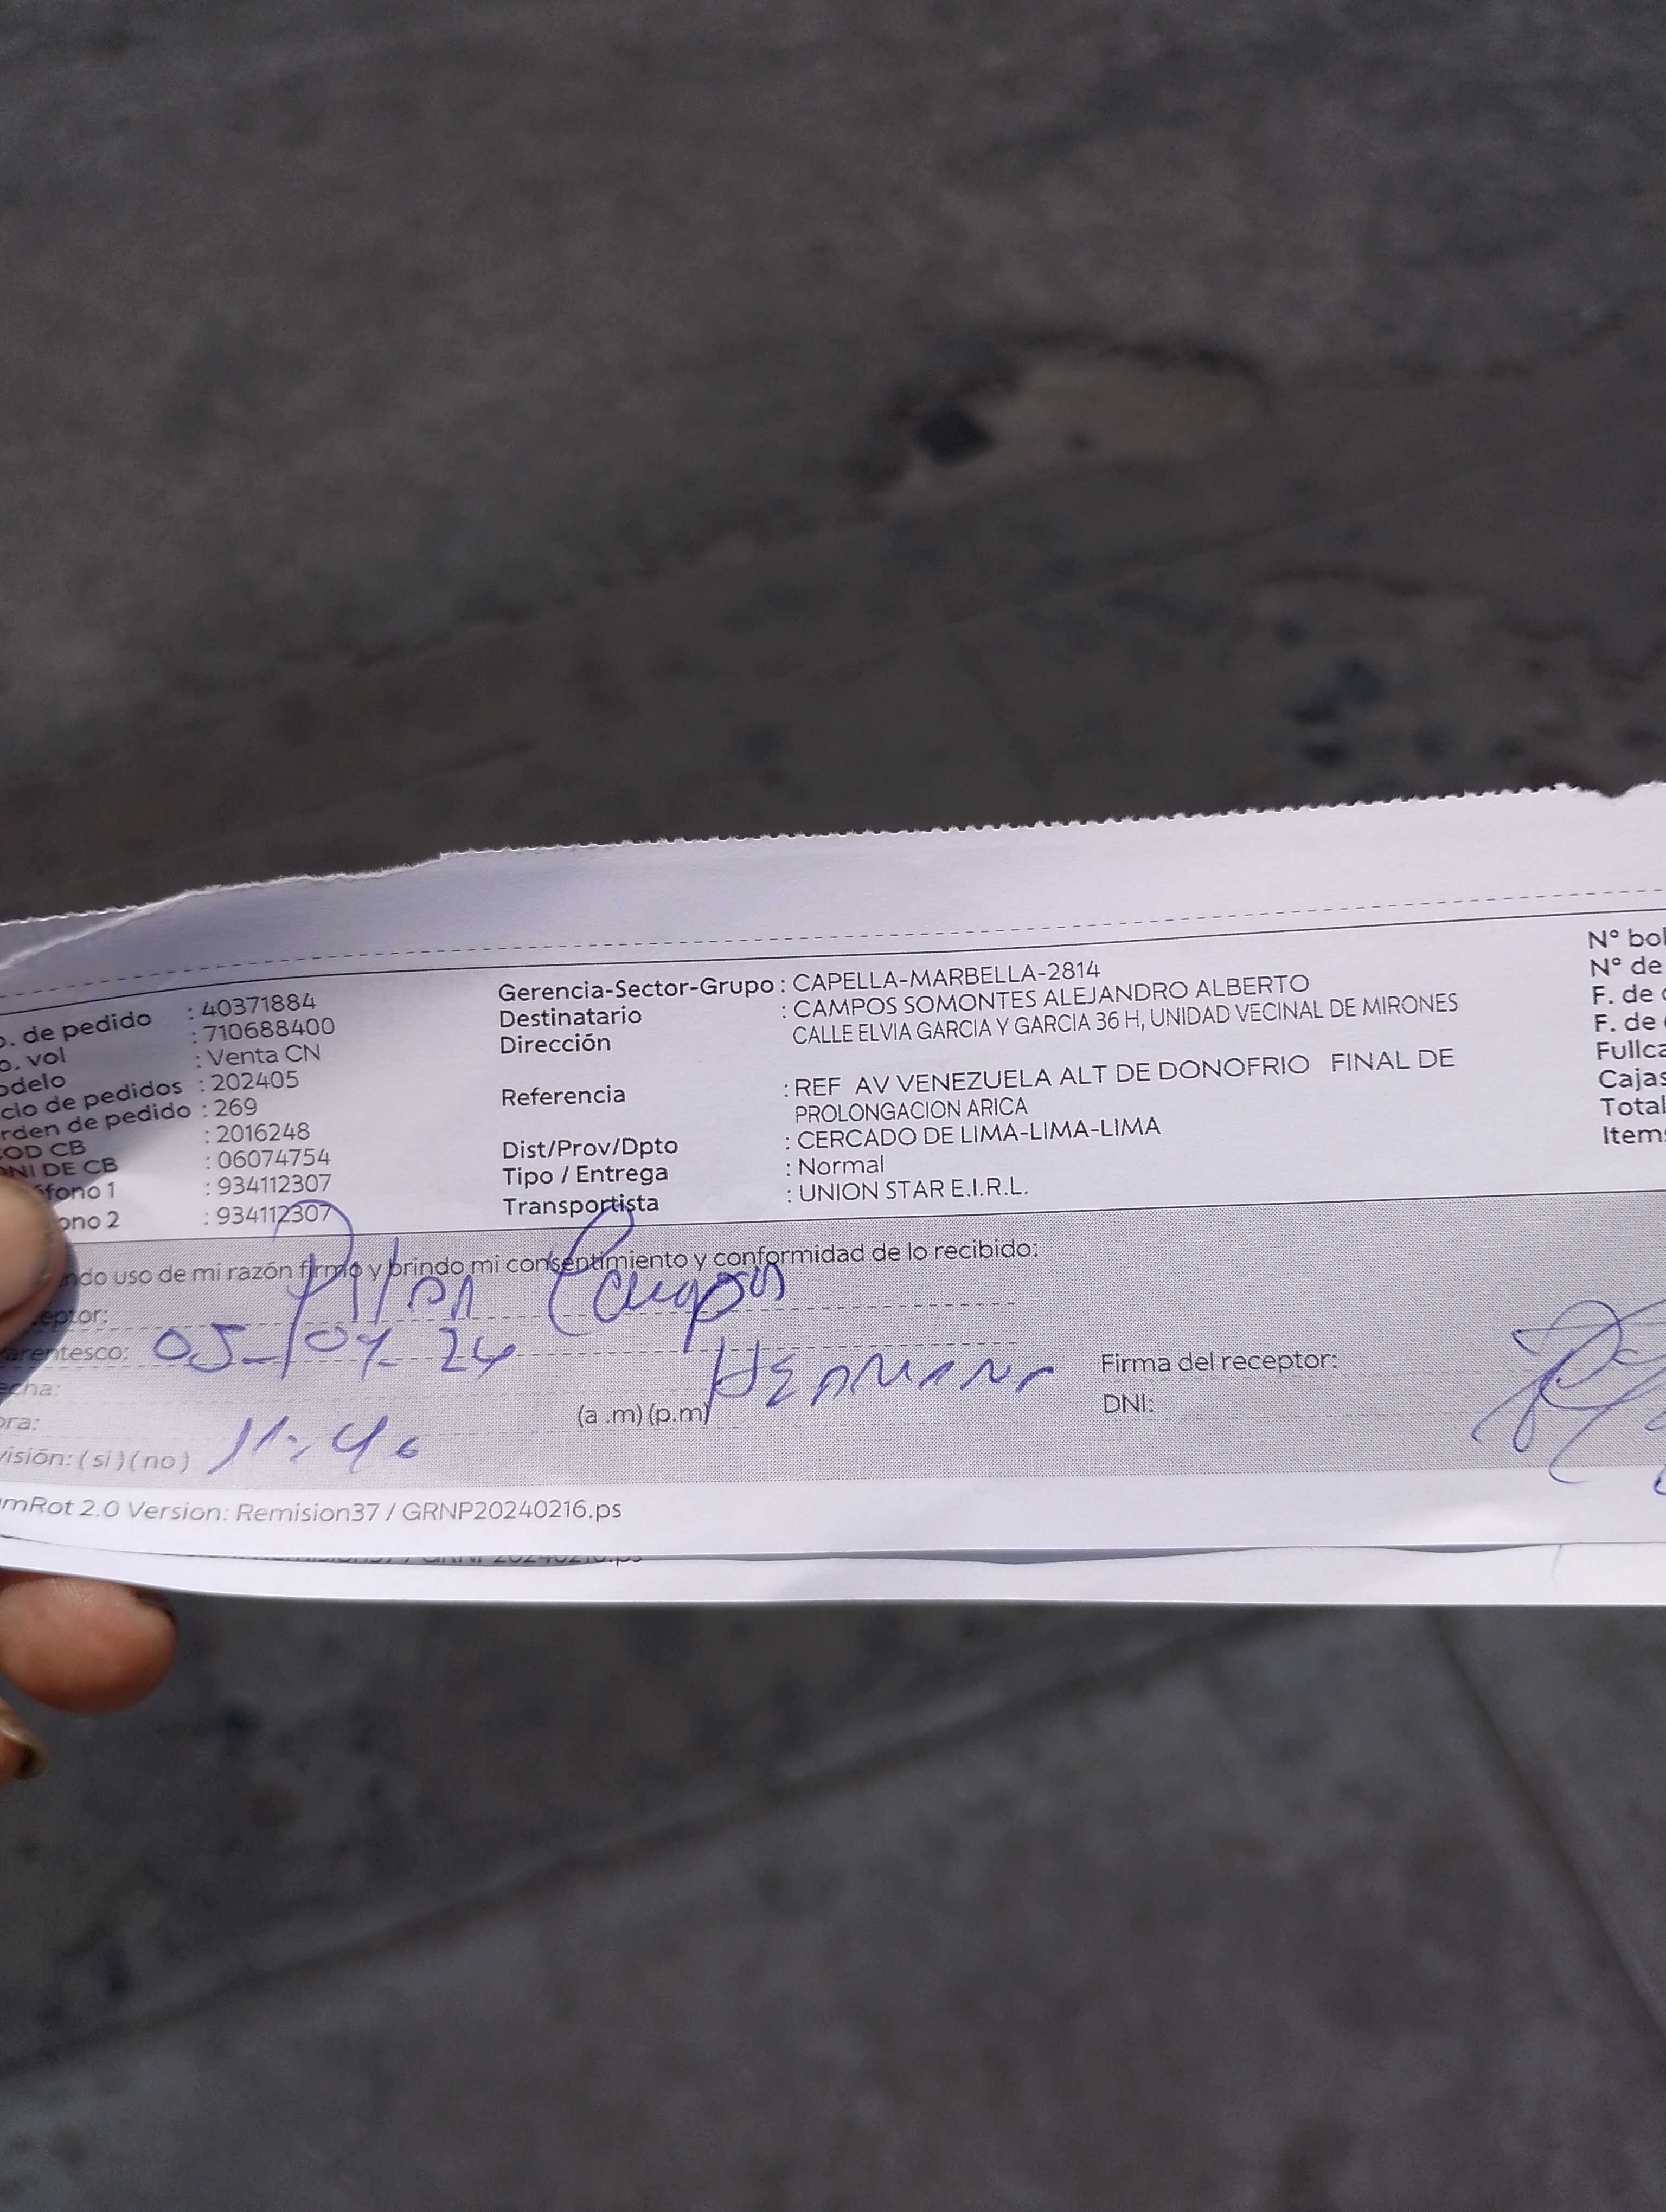 o. de pedido : 40371884
o. vol : 710688400
odelo : Venta CN
clo de pedidos : 202405
rden de pedido : 269
OD CB : 2016248
NI DE CB : 06074754
éfono 1 : 934112307
ono 2 : 934112307
Gerencia-Sector-Grupo : CAPELLA-MARBELLA-2814
Destinatario : CAMPOS SOMONTES ALEJANDRO ALBERTO
Dirección CALLE ELVIA GARCIA Y GARCIA 36 H, UNIDAD VECINAL DE MIRONES
Referencia : REF AV VENEZUELA ALT DE DONOFRIO FINAL DE
PROLONGACION ARICA
Dist/Prov/Dpto : CERCADO DE LIMA-LIMA-LIMA
Tipo / Entrega : Normal
Transportista : UNION STAR E.I.R.L.
N° bol
N° de
F. de
F. de
Fullca
Cajas
Total
Item
ndo uso de mi razón firmo y brindo mi consentimiento y conformidad de lo recibido:
eptor: Campos
arentesco: 05-04-24 HERMANA
echa:
ora: (a .m) (p.m)
visión: ( si ) ( no ) 11:46
Firma del receptor:
DNI:
mRot 2.0 Version: Remision37 / GRNP20240216.ps